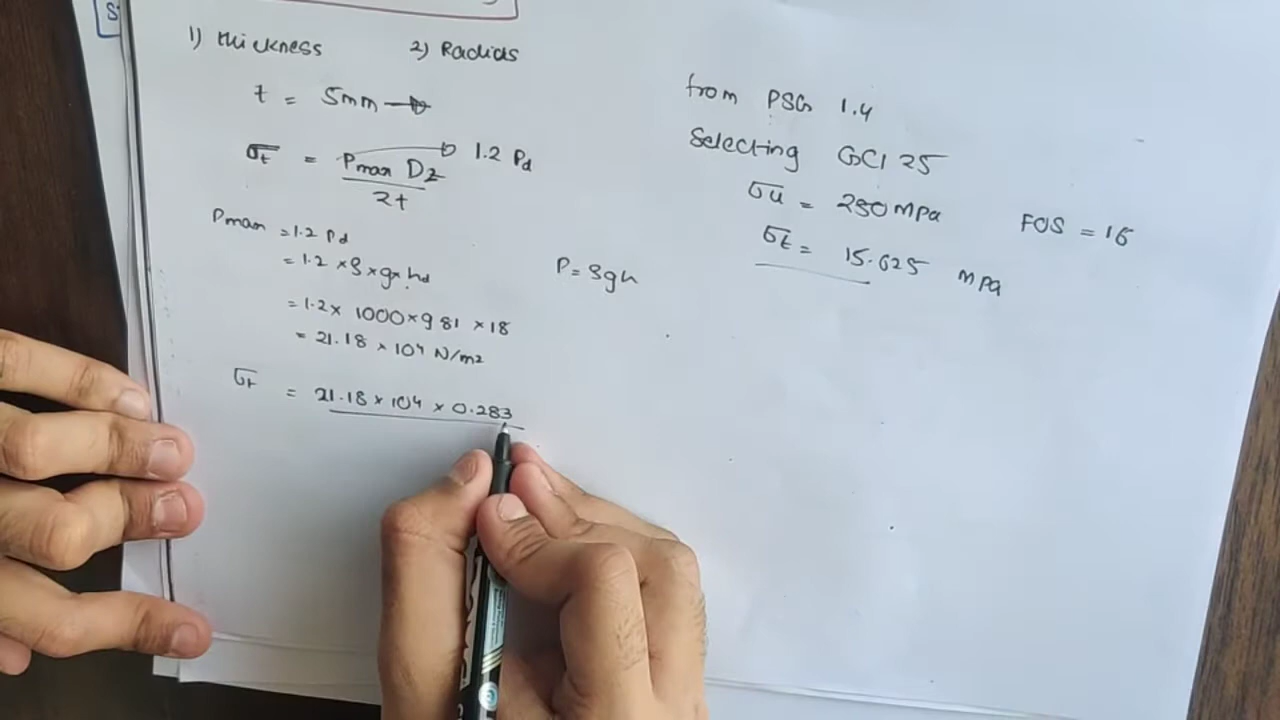 1) thickness 2) Radius
t = 5mm →
σt = Pmax D2 / 2t → 1.2 Pd
Pmax = 1.2 Pd
= 1.2 × ρ × g × hd
P = ρgh
= 1.2 × 1000 × 9 81 × 18
= 21.18 × 10⁴ N/m²
σt = 21.18 × 10⁴ × 0.283
from PSG 1.4
Selecting GCI 25
σu = 250 MPa FOS = 16
σt = 15.625 MPa